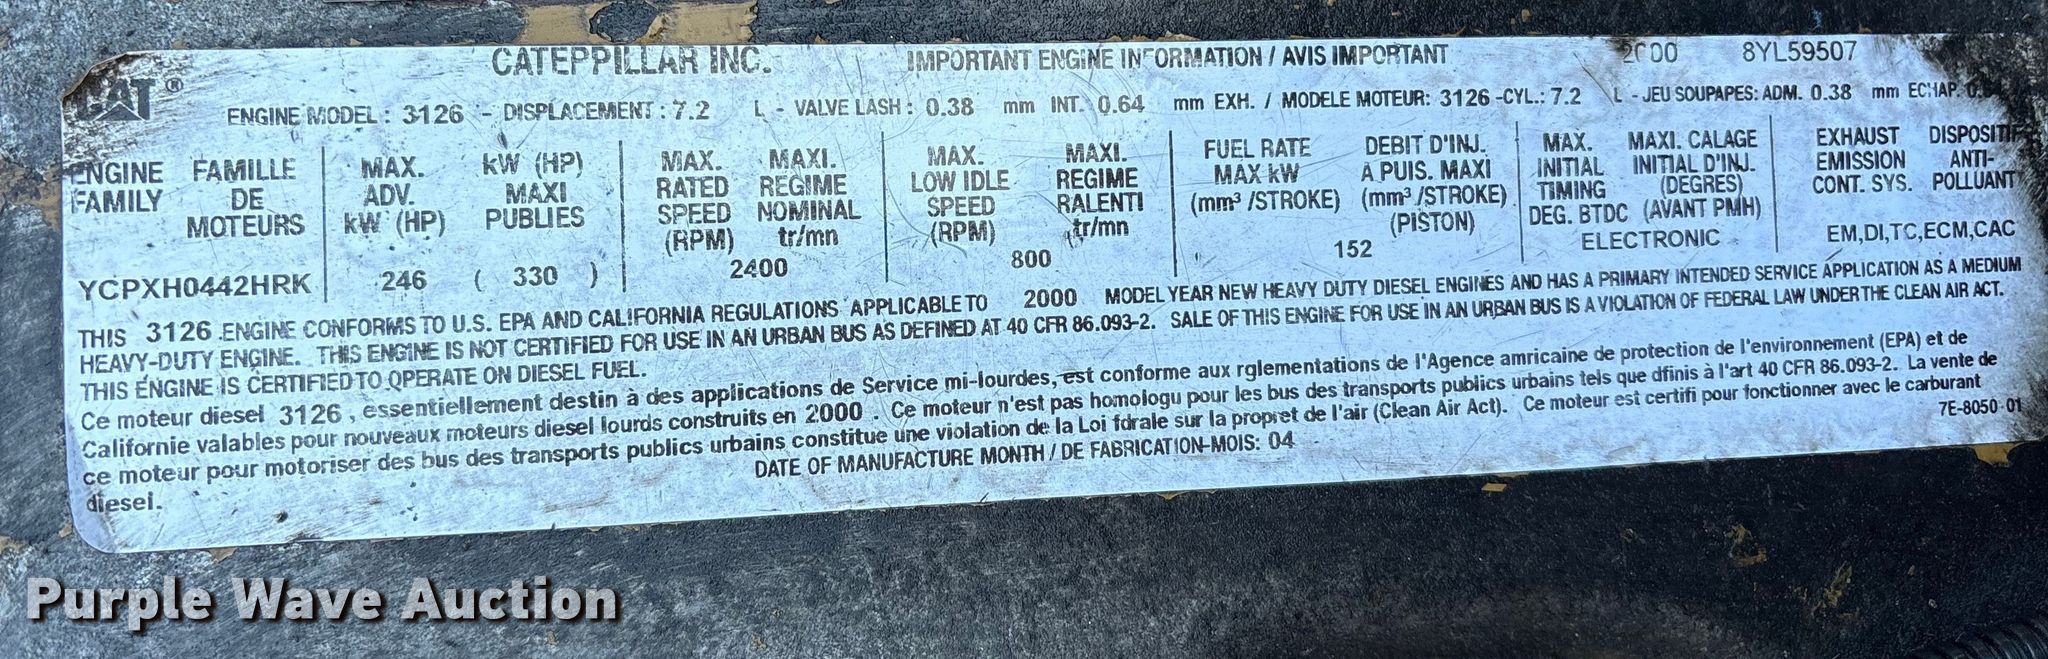 CAT ® CATERPILLAR INC. IMPORTANT ENGINE INFORMATION / AVIS IMPORTANT 2000 8YL59507
ENGINE MODEL : 3126 - DISPLACEMENT : 7.2 L - VALVE LASH : 0.38 mm INT. 0.64 mm EXH. / MODELE MOTEUR: 3126 -CYL.: 7.2 L - JEU SOUPAPES: ADM. 0.38 mm ECHAP.
ENGINE FAMILY
FAMILLE DE MOTEURS
YCPXH0442HRK
MAX. ADV. kW (HP)
kW (HP) MAXI PUBLIES
246 ( 330 )
MAX. RATED SPEED (RPM)
MAXI. REGIME NOMINAL tr/mn
2400
MAX. LOW IDLE SPEED (RPM)
MAXI. REGIME RALENTI tr/mn
800
FUEL RATE MAX kW (mm³ /STROKE)
DEBIT D'INJ. A PUIS. MAXI (mm³ /STROKE) (PISTON)
152
MAX. INITIAL TIMING DEG. BTDC
MAXI. CALAGE INITIAL D'INJ. (DEGRES) (AVANT PMH)
ELECTRONIC
EXHAUST EMISSION CONT. SYS.
DISPOSITIF ANTI- POLLUANT
EM,DI,TC,ECM,CAC
THIS 3126 ENGINE CONFORMS TO U.S. EPA AND CALIFORNIA REGULATIONS APPLICABLE TO 2000 MODEL YEAR NEW HEAVY DUTY DIESEL ENGINES AND HAS A PRIMARY INTENDED SERVICE APPLICATION AS A MEDIUM
HEAVY-DUTY ENGINE. THIS ENGINE IS NOT CERTIFIED FOR USE IN AN URBAN BUS AS DEFINED AT 40 CFR 86.093-2. SALE OF THIS ENGINE FOR USE IN AN URBAN BUS IS A VIOLATION OF FEDERAL LAW UNDER THE CLEAN AIR ACT.
THIS ENGINE IS CERTIFIED TO OPERATE ON DIESEL FUEL.
Ce moteur diesel 3126 , essentiellement destin à des applications de Service mi-lourdes, est conforme aux rglementations de l'Agence amricaine de protection de l'environnement (EPA) et de
Californie valables pour nouveaux moteurs diesel lourds construits en 2000 . Ce moteur n'est pas homologu pour les bus des transports publics urbains tels que dfinis à l'art 40 CFR 86.093-2. La vente de
ce moteur pour motoriser des bus des transports publics urbains constitue une violation de la Loi fdrale sur la propret de l'air (Clean Air Act). Ce moteur est certifi pour fonctionner avec le carburant
diesel.
DATE OF MANUFACTURE MONTH / DE FABRICATION-MOIS: 04
7E-8050 01
Purple Wave Auction